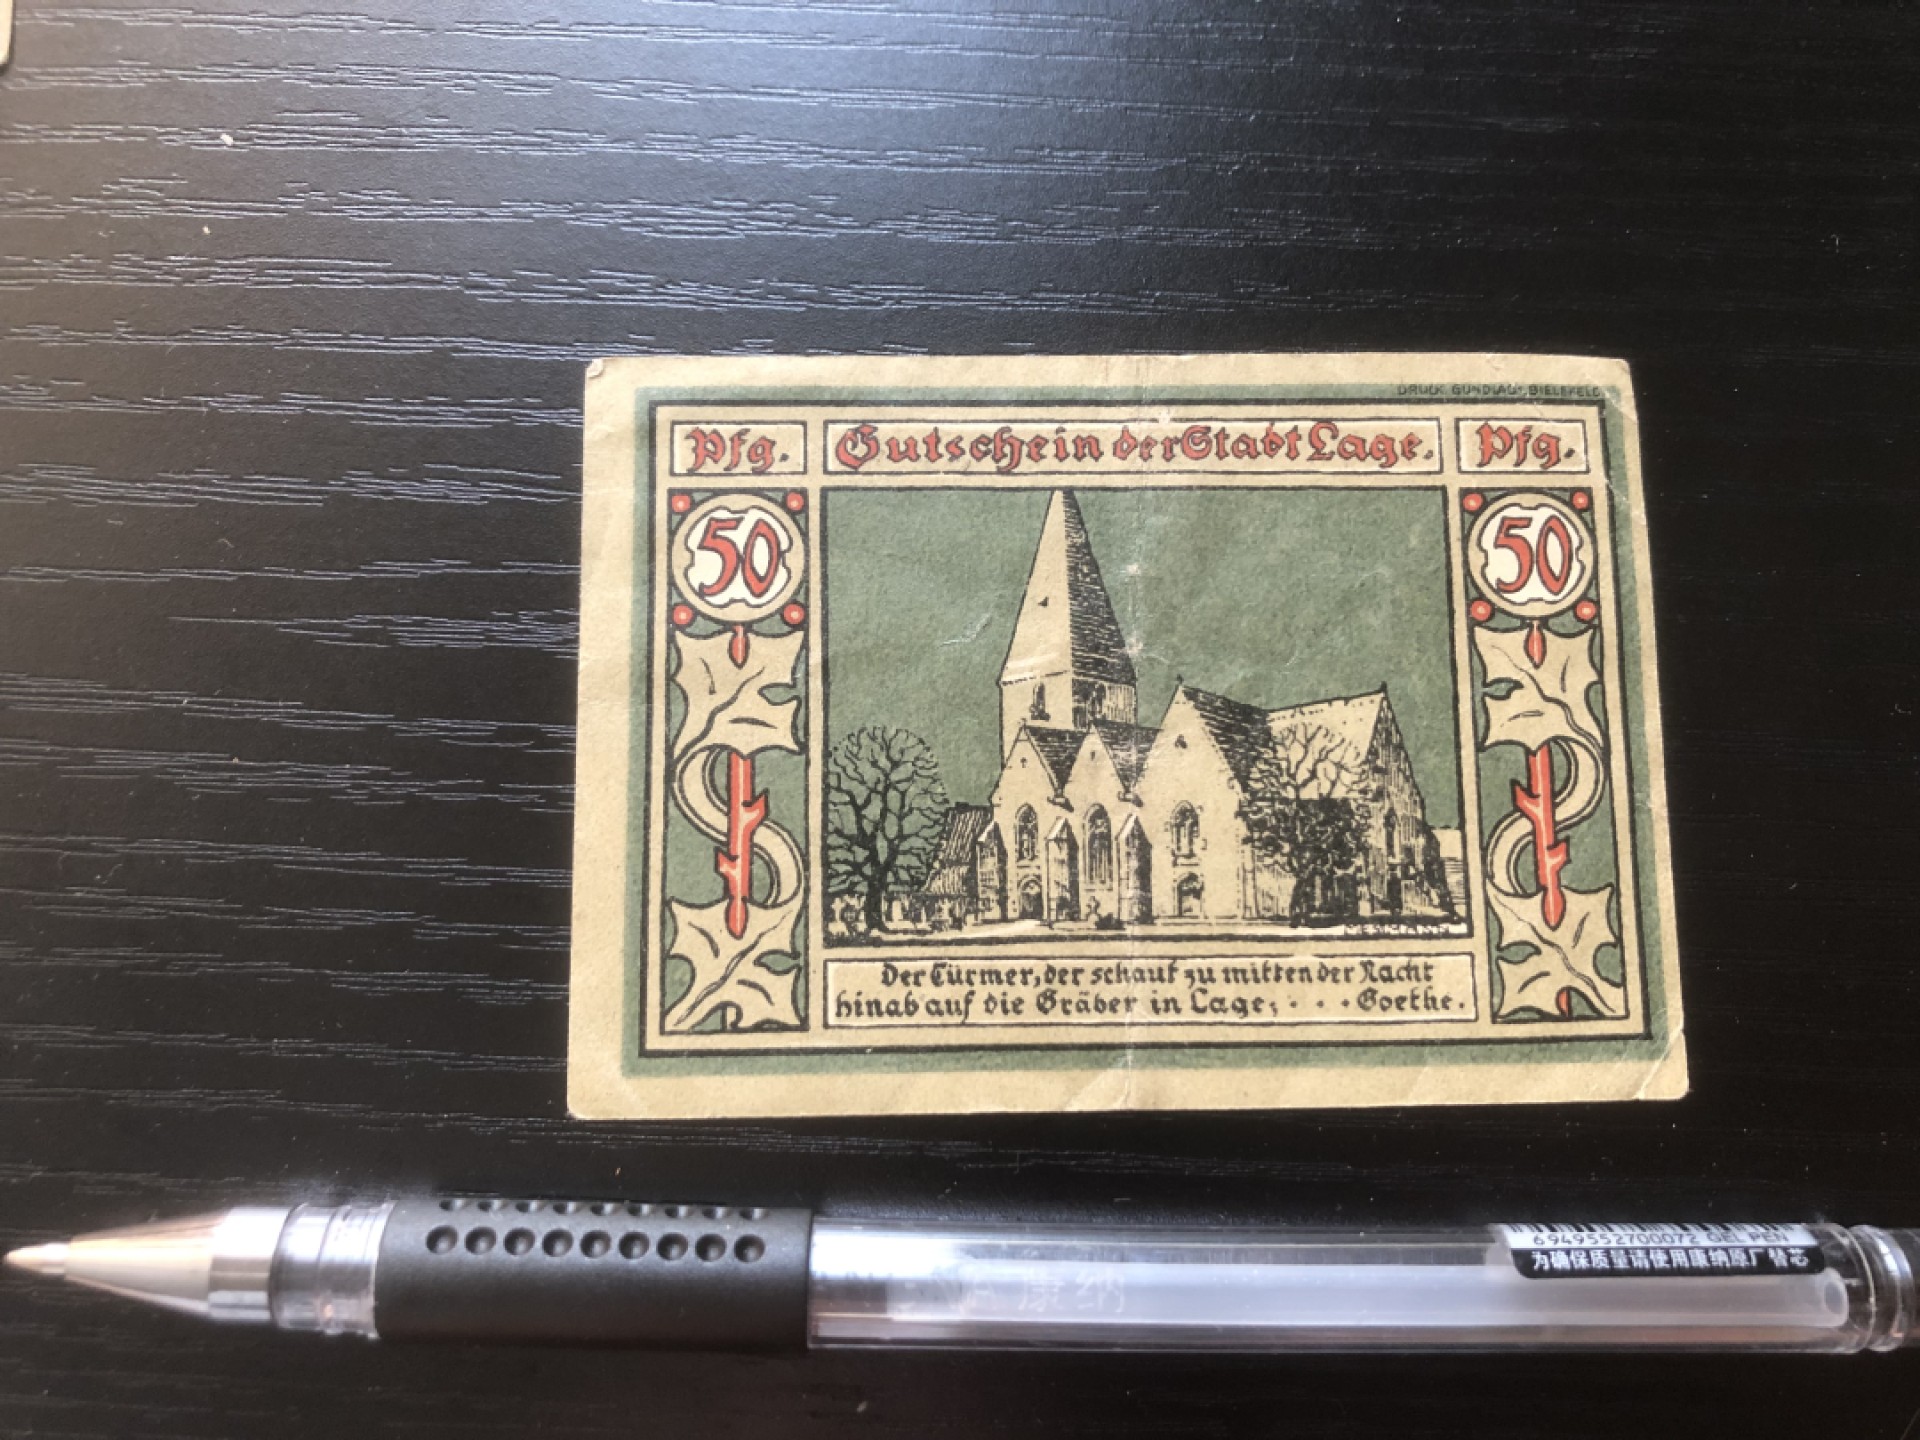 DRUCK GUNDLACH, BIELEFELD
Pfg. Gutschein der Stadt Lage. Pfg.
50 50
Der Türmer, der schaut zu mitten der Nacht
hinab auf die Gräber in Lage; . . . Goethe.
6949552700072 GEL PEN
为确保质量请使用康纳原厂替芯
康纳